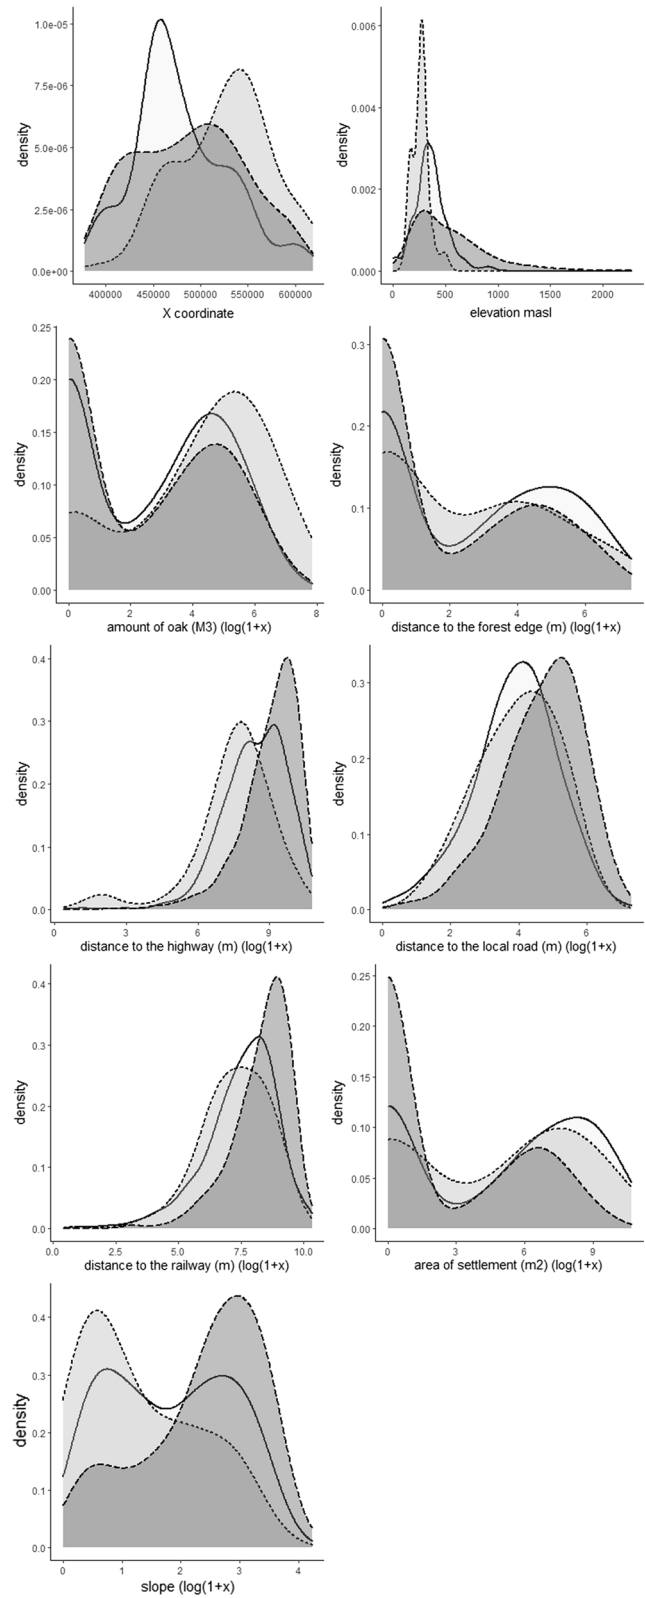 1.0e-05
7.5e-06
5.0e-06
2.5e-06
0.0e+00
density
400000 450000 500000 550000 600000
X coordinate
0.006
0.004
0.002
0.000
density
0 500 1000 1500 2000
elevation masl
0.25
0.20
0.15
0.10
0.05
0.00
density
0 2 4 6 8
amount of oak (M3) (log(1+x)
0.3
0.2
0.1
0.0
density
0 2 4 6
distance to the forest edge (m) (log(1+x)
0.4
0.3
0.2
0.1
0.0
density
0 3 6 9
distance to the highway (m) (log(1+x)
0.3
0.2
0.1
0.0
density
0 2 4 6
distance to the local road (m) (log(1+x)
0.4
0.3
0.2
0.1
0.0
density
0.0 2.5 5.0 7.5 10.0
distance to the railway (m) (log(1+x)
0.25
0.20
0.15
0.10
0.05
0.00
density
0 3 6 9
area of settlement (m2) (log(1+x)
0.4
0.3
0.2
0.1
0.0
density
0 1 2 3 4
slope (log(1+x)